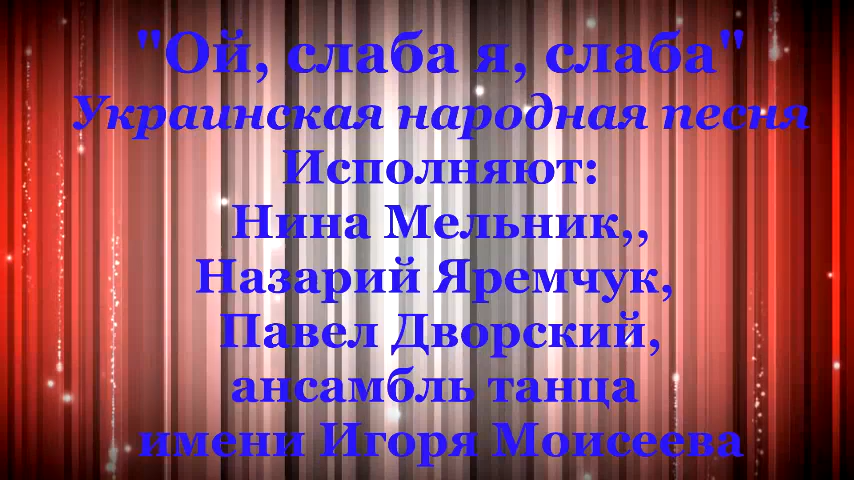 "Ой, слаба я, слаба"
Украинская народная песня
Исполняют:
Нина Мельник,,
Назарий Яремчук,
Павел Дворский,
ансамбль танца
имени Игоря Моисеева